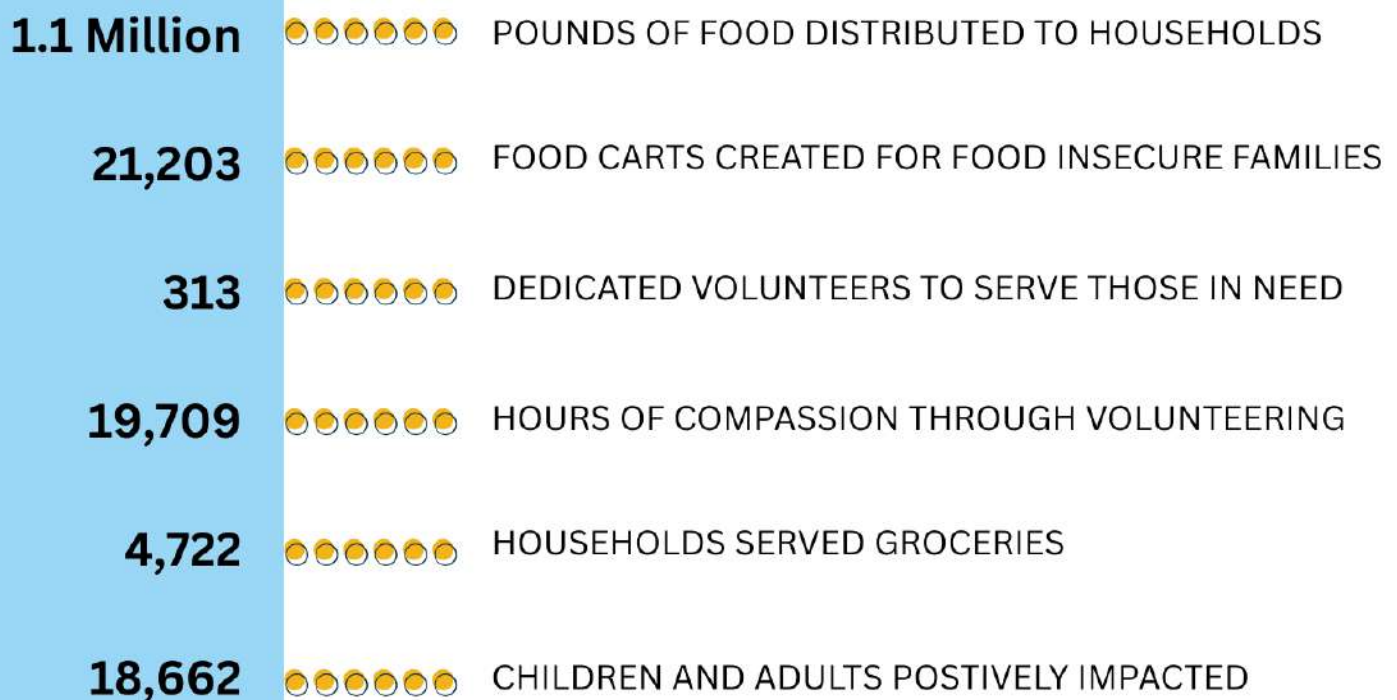 1.1 Million POUNDS OF FOOD DISTRIBUTED TO HOUSEHOLDS
21,203 FOOD CARTS CREATED FOR FOOD INSECURE FAMILIES
313 DEDICATED VOLUNTEERS TO SERVE THOSE IN NEED
19,709 HOURS OF COMPASSION THROUGH VOLUNTEERING
4,722 HOUSEHOLDS SERVED GROCERIES
18,662 CHILDREN AND ADULTS POSTIVELY IMPACTED